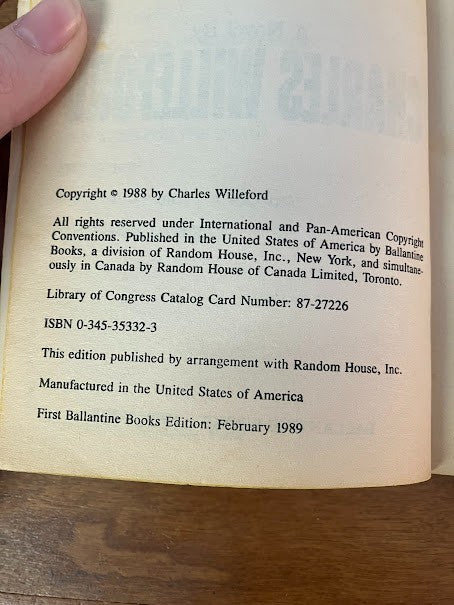 Copyright © 1988 by Charles Willeford
All rights reserved under International and Pan-American Copyright
Conventions. Published in the United States of America by Ballantine
Books, a division of Random House, Inc., New York, and simultane-
ously in Canada by Random House of Canada Limited, Toronto.
Library of Congress Catalog Card Number: 87-27226
ISBN 0-345-35332-3
This edition published by arrangement with Random House, Inc.
Manufactured in the United States of America
First Ballantine Books Edition: February 1989